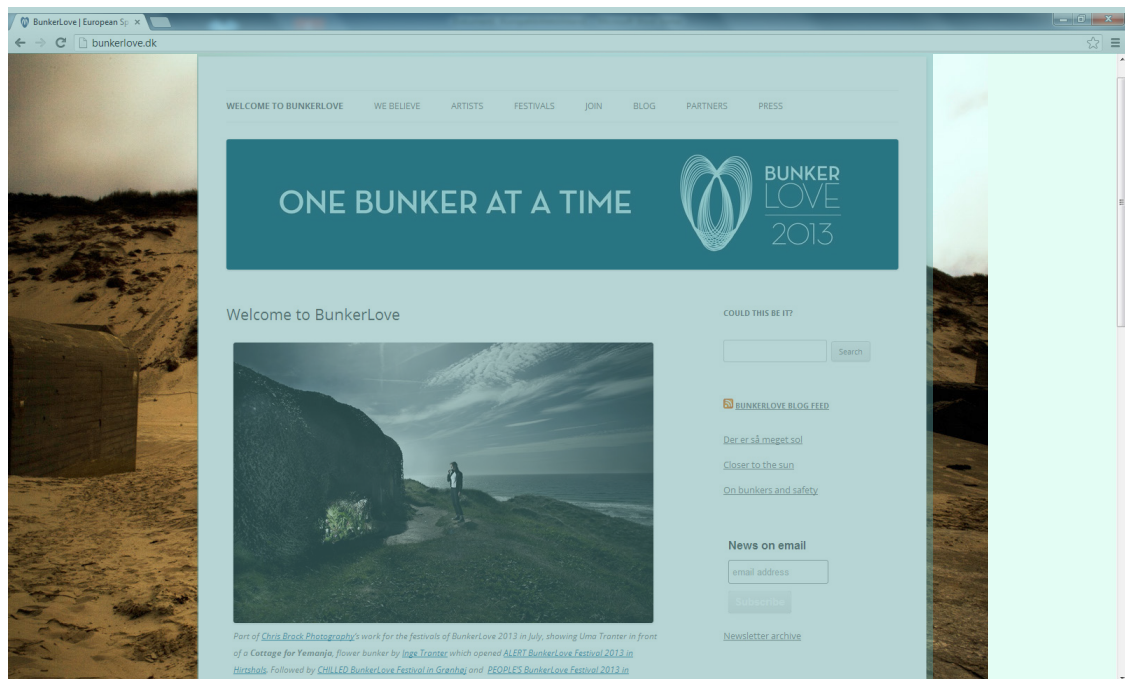 BunkerLove | European Sp
bunkerlove.dk
WELCOME TO BUNKERLOVE WE BELIEVE ARTISTS FESTIVALS JOIN BLOG PARTNERS PRESS
ONE BUNKER AT A TIME
BUNKER
LOVE
2013
Welcome to BunkerLove
COULD THIS BE IT?
Search
BUNKERLOVE BLOG FEED
Der er så meget sol
Closer to the sun
On bunkers and safety
News on email
email address
Subscribe
Newsletter archive
Part of Chris Brock Photography's work for the festivals of BunkerLove 2013 in July, showing Uma Tranter in front
of a Cottage for Yemanja, flower bunker by Inge Tranter which opened ALERT BunkerLove Festival 2013 in
Hirtshals. Followed by CHILLED BunkerLove Festival in Grønhøj and PEOPLE'S BunkerLove Festival 2013 in